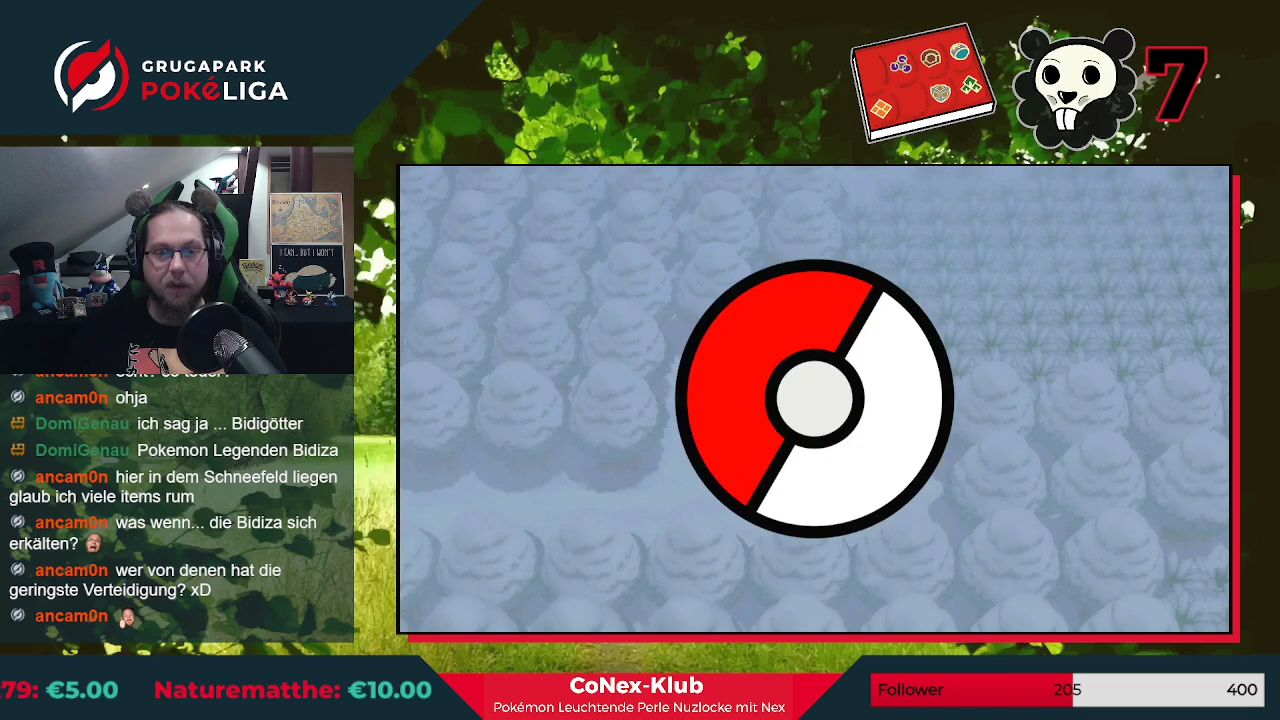 GRUGAPARK
POKéLIGA
7
I CAN.. BUT I WON'T
ancam0n ohja
DomiGenau ich sag ja ... Bidigötter
DomiGenau Pokemon Legenden Bidiza
ancam0n hier in dem Schneefeld liegen
glaub ich viele items rum
ancam0n was wenn... die Bidiza sich
erkälten?
ancam0n wer von denen hat die
geringste Verteidigung? xD
ancam0n
79: €5.00 Naturematthe: €10.00
CoNex-Klub
Pokémon Leuchtende Perle Nuzlocke mit Nex
Follower 205 400